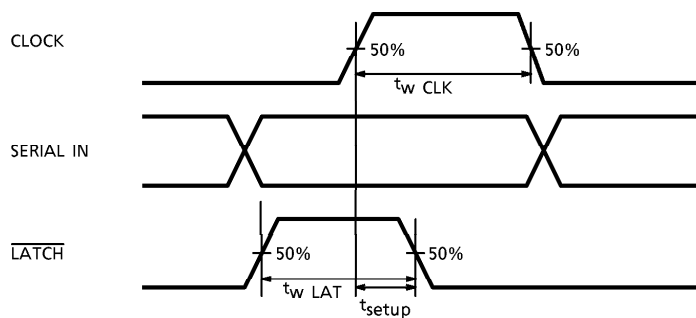 CLOCK
50%
50%
tw CLK
SERIAL IN
LATCH
50%
50%
tw LAT
tsetup